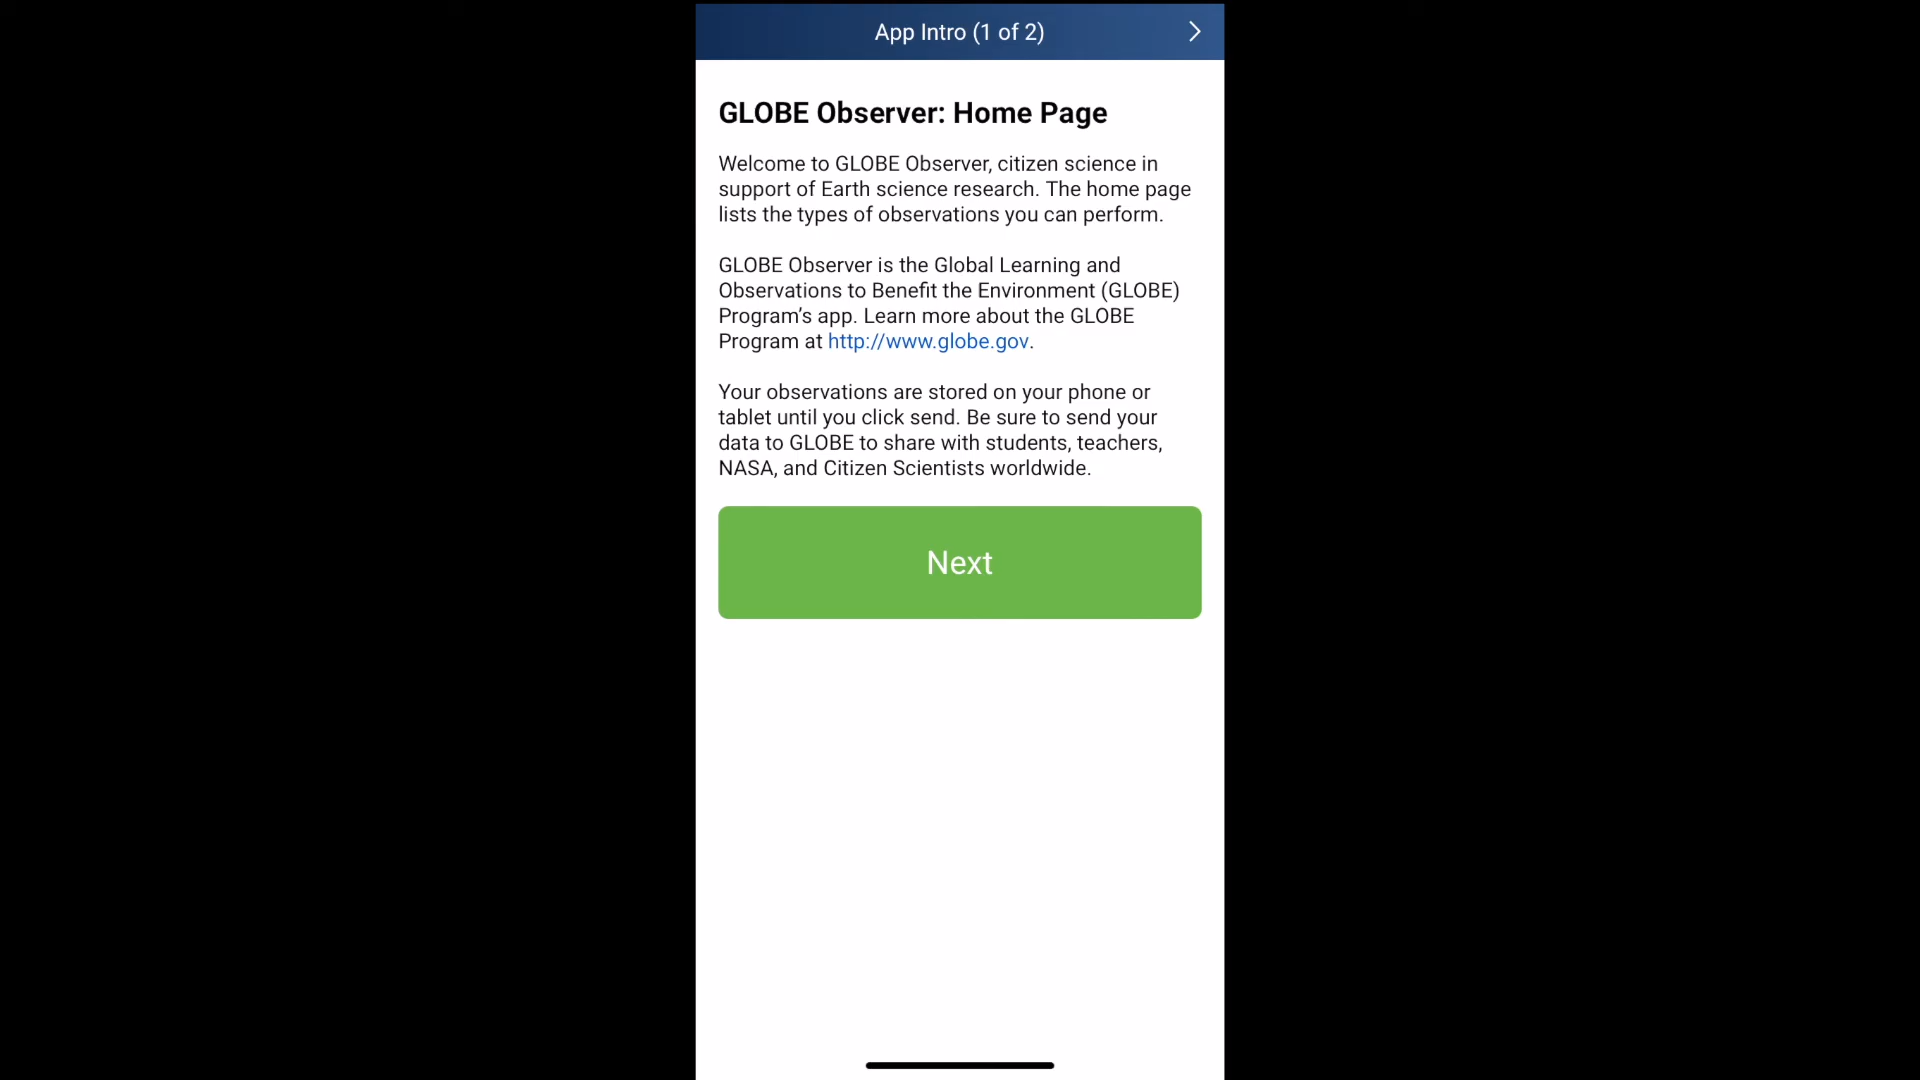 App Intro (1 of 2)
GLOBE Observer: Home Page
Welcome to GLOBE Observer, citizen science in
support of Earth science research. The home page
lists the types of observations you can perform.
GLOBE Observer is the Global Learning and
Observations to Benefit the Environment (GLOBE)
Program’s app. Learn more about the GLOBE
Program at http://www.globe.gov.
Your observations are stored on your phone or
tablet until you click send. Be sure to send your
data to GLOBE to share with students, teachers,
NASA, and Citizen Scientists worldwide.
Next